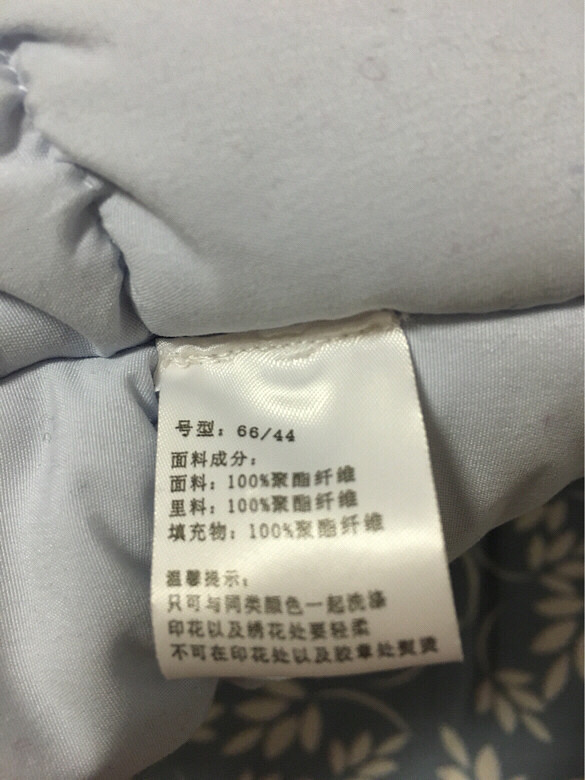 号型：66/44
面料成分：
面料：100%聚酯纤维
里料：100%聚酯纤维
填充物：100%聚酯纤维
温馨提示：
只可与同类颜色一起洗涤
印花以及绣花处要轻柔
不可在印花处以及胶章处熨烫